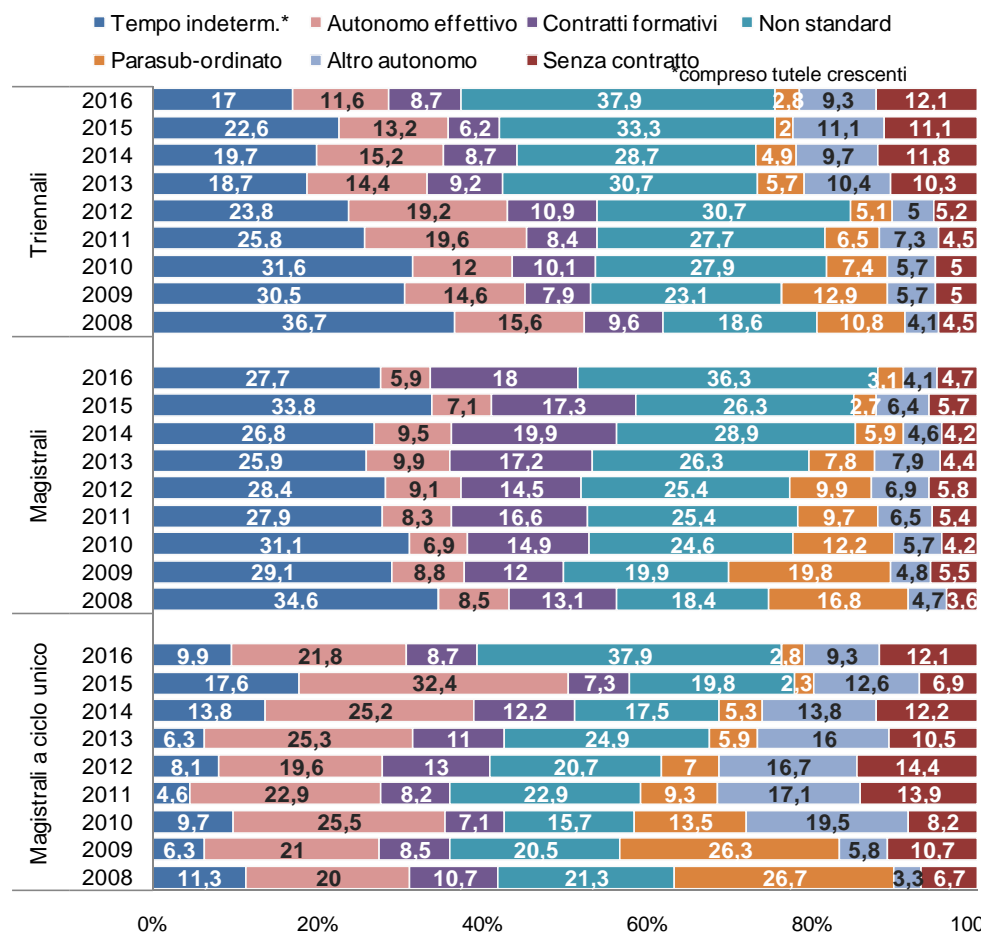 Tempo indeterm.* Autonomo effettivo Contratti formativi Non standard
Parasub-ordinato Altro autonomo Senza contratto
*compreso tutele crescenti
Triennali
2016 17 11,6 8,7 37,9 2,8 9,3 12,1
2015 22,6 13,2 6,2 33,3 2 11,1 11,1
2014 19,7 15,2 8,7 28,7 4,9 9,7 11,8
2013 18,7 14,4 9,2 30,7 5,7 10,4 10,3
2012 23,8 19,2 10,9 30,7 5,1 5 5,2
2011 25,8 19,6 8,4 27,7 6,5 7,3 4,5
2010 31,6 12 10,1 27,9 7,4 5,7 5
2009 30,5 14,6 7,9 23,1 12,9 5,7 5
2008 36,7 15,6 9,6 18,6 10,8 4,1 4,5
Magistrali
2016 27,7 5,9 18 36,3 3,1 4,1 4,7
2015 33,8 7,1 17,3 26,3 2,7 6,4 5,7
2014 26,8 9,5 19,9 28,9 5,9 4,6 4,2
2013 25,9 9,9 17,2 26,3 7,8 7,9 4,4
2012 28,4 9,1 14,5 25,4 9,9 6,9 5,8
2011 27,9 8,3 16,6 25,4 9,7 6,5 5,4
2010 31,1 6,9 14,9 24,6 12,2 5,7 4,2
2009 29,1 8,8 12 19,9 19,8 4,8 5,5
2008 34,6 8,5 13,1 18,4 16,8 4,7 3,6
Magistrali a ciclo unico
2016 9,9 21,8 8,7 37,9 2,8 9,3 12,1
2015 17,6 32,4 7,3 19,8 2,3 12,6 6,9
2014 13,8 25,2 12,2 17,5 5,3 13,8 12,2
2013 6,3 25,3 11 24,9 5,9 16 10,5
2012 8,1 19,6 13 20,7 7 16,7 14,4
2011 4,6 22,9 8,2 22,9 9,3 17,1 13,9
2010 9,7 25,5 7,1 15,7 13,5 19,5 8,2
2009 6,3 21 8,5 20,5 26,3 5,8 10,7
2008 11,3 20 10,7 21,3 26,7 3,3 6,7
0% 20% 40% 60% 80% 100